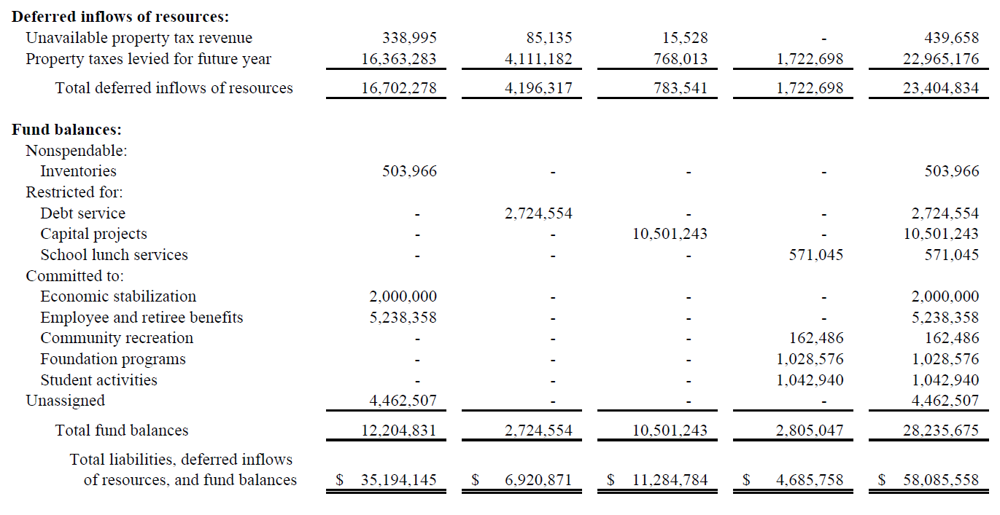 Deferred inflows of resources:
Unavailable property tax revenue 338,995 85,135 15,528 - 439,658
Property taxes levied for future year 16,363,283 4,111,182 768,013 1,722,698 22,965,176
Total deferred inflows of resources 16,702,278 4,196,317 783,541 1,722,698 23,404,834
Fund balances:
Nonspendable:
Inventories 503,966 - - - 503,966
Restricted for:
Debt service - 2,724,554 - - 2,724,554
Capital projects - - 10,501,243 - 10,501,243
School lunch services - - - 571,045 571,045
Committed to:
Economic stabilization 2,000,000 - - - 2,000,000
Employee and retiree benefits 5,238,358 - - - 5,238,358
Community recreation - - - 162,486 162,486
Foundation programs - - - 1,028,576 1,028,576
Student activities - - - 1,042,940 1,042,940
Unassigned 4,462,507 - - - 4,462,507
Total fund balances 12,204,831 2,724,554 10,501,243 2,805,047 28,235,675
Total liabilities, deferred inflows
of resources, and fund balances $ 35,194,145 $ 6,920,871 $ 11,284,784 $ 4,685,758 $ 58,085,558